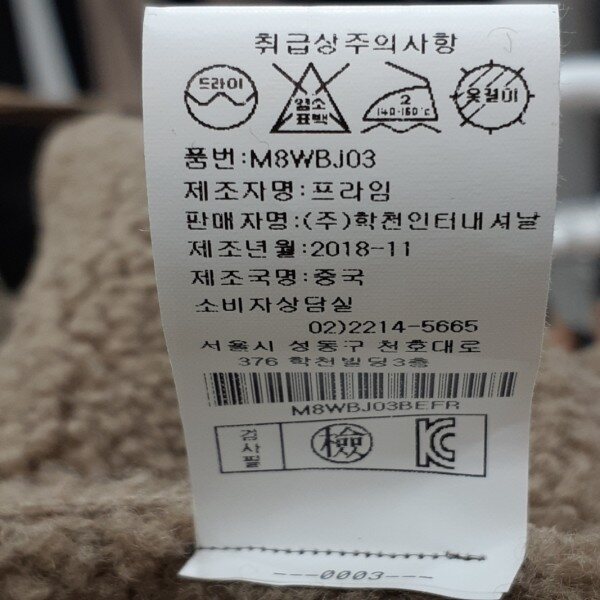 취급상주의사항
드라이 염소표백 2 140-160℃ 옷걸이
품번:M8WBJ03
제조자명:프라임
판매자명:(주)학천인터내셔날
제조년월:2018-11
제조국명:중국
소비자상담실
02)2214-5665
서울시 성동구 천호대로
376 학천빌딩3층
M8WBJ03BEFR
검사필 檢 KC
---0003---